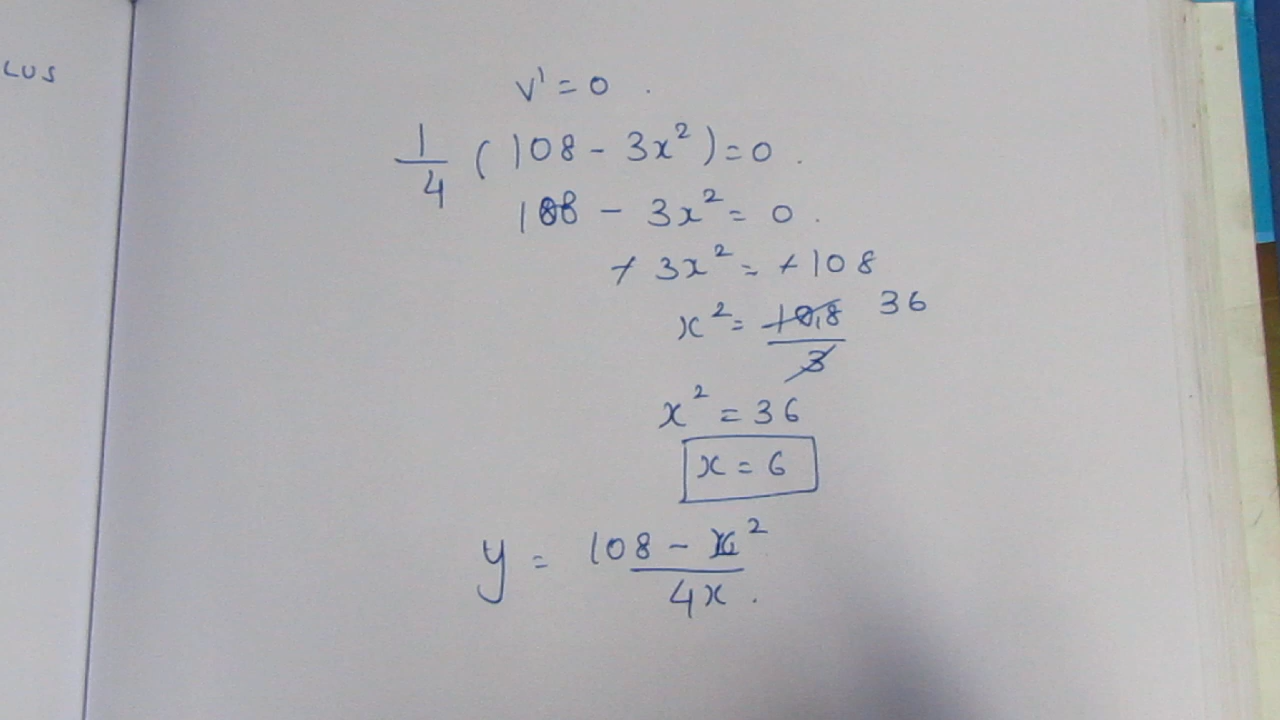 LUS
v' = 0.
1/4 (108 - 3x²) = 0.
108 - 3x² = 0.
+ 3x² = + 108
x² = 108/3 36
x² = 36
x = 6
y = (108 - x²)/4x.